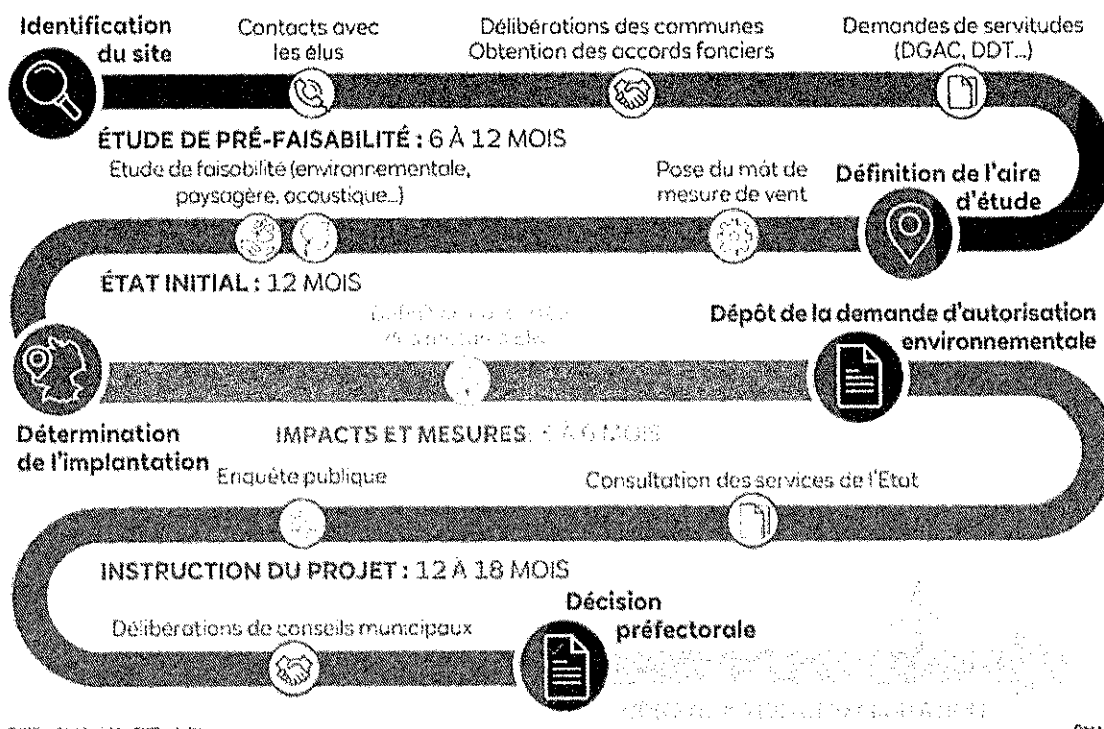 Identification
du site
Contacts avec
les élus
Délibérations des communes
Obtention des accords fonciers
Demandes de servitudes
(DGAC, DDT...)
ÉTUDE DE PRÉ-FAISABILITÉ : 6 À 12 MOIS
Etude de faisabilité (environnementale,
paysagère, acoustique...)
Pose du mât de
mesure de vent
Définition de l'aire
d'étude
ÉTAT INITIAL : 12 MOIS
Dépôt de la demande d'autorisation
environnementale
Détermination
de l'implantation
IMPACTS ET MESURES: À 6 MOIS
Enquête publique
Consultation des services de l'Etat
INSTRUCTION DU PROJET : 12 À 18 MOIS
Délibérations de conseils municipaux
Décision
préfectorale